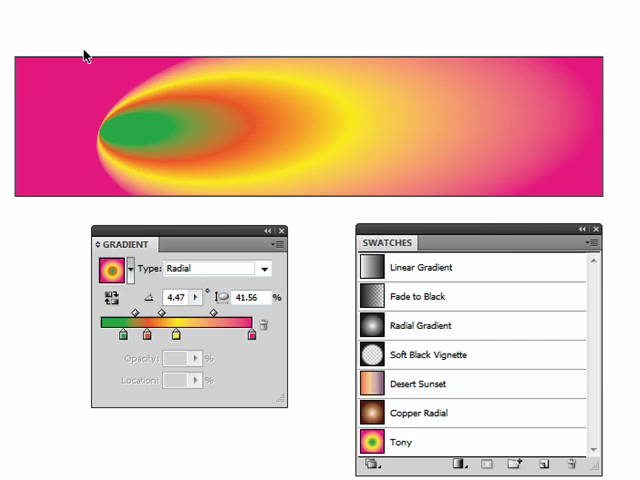 GRADIENT
Type: Radial
4.47 ° 41.56 %
Opacity: %
Location: %
SWATCHES
Linear Gradient
Fade to Black
Radial Gradient
Soft Black Vignette
Desert Sunset
Copper Radial
Tony